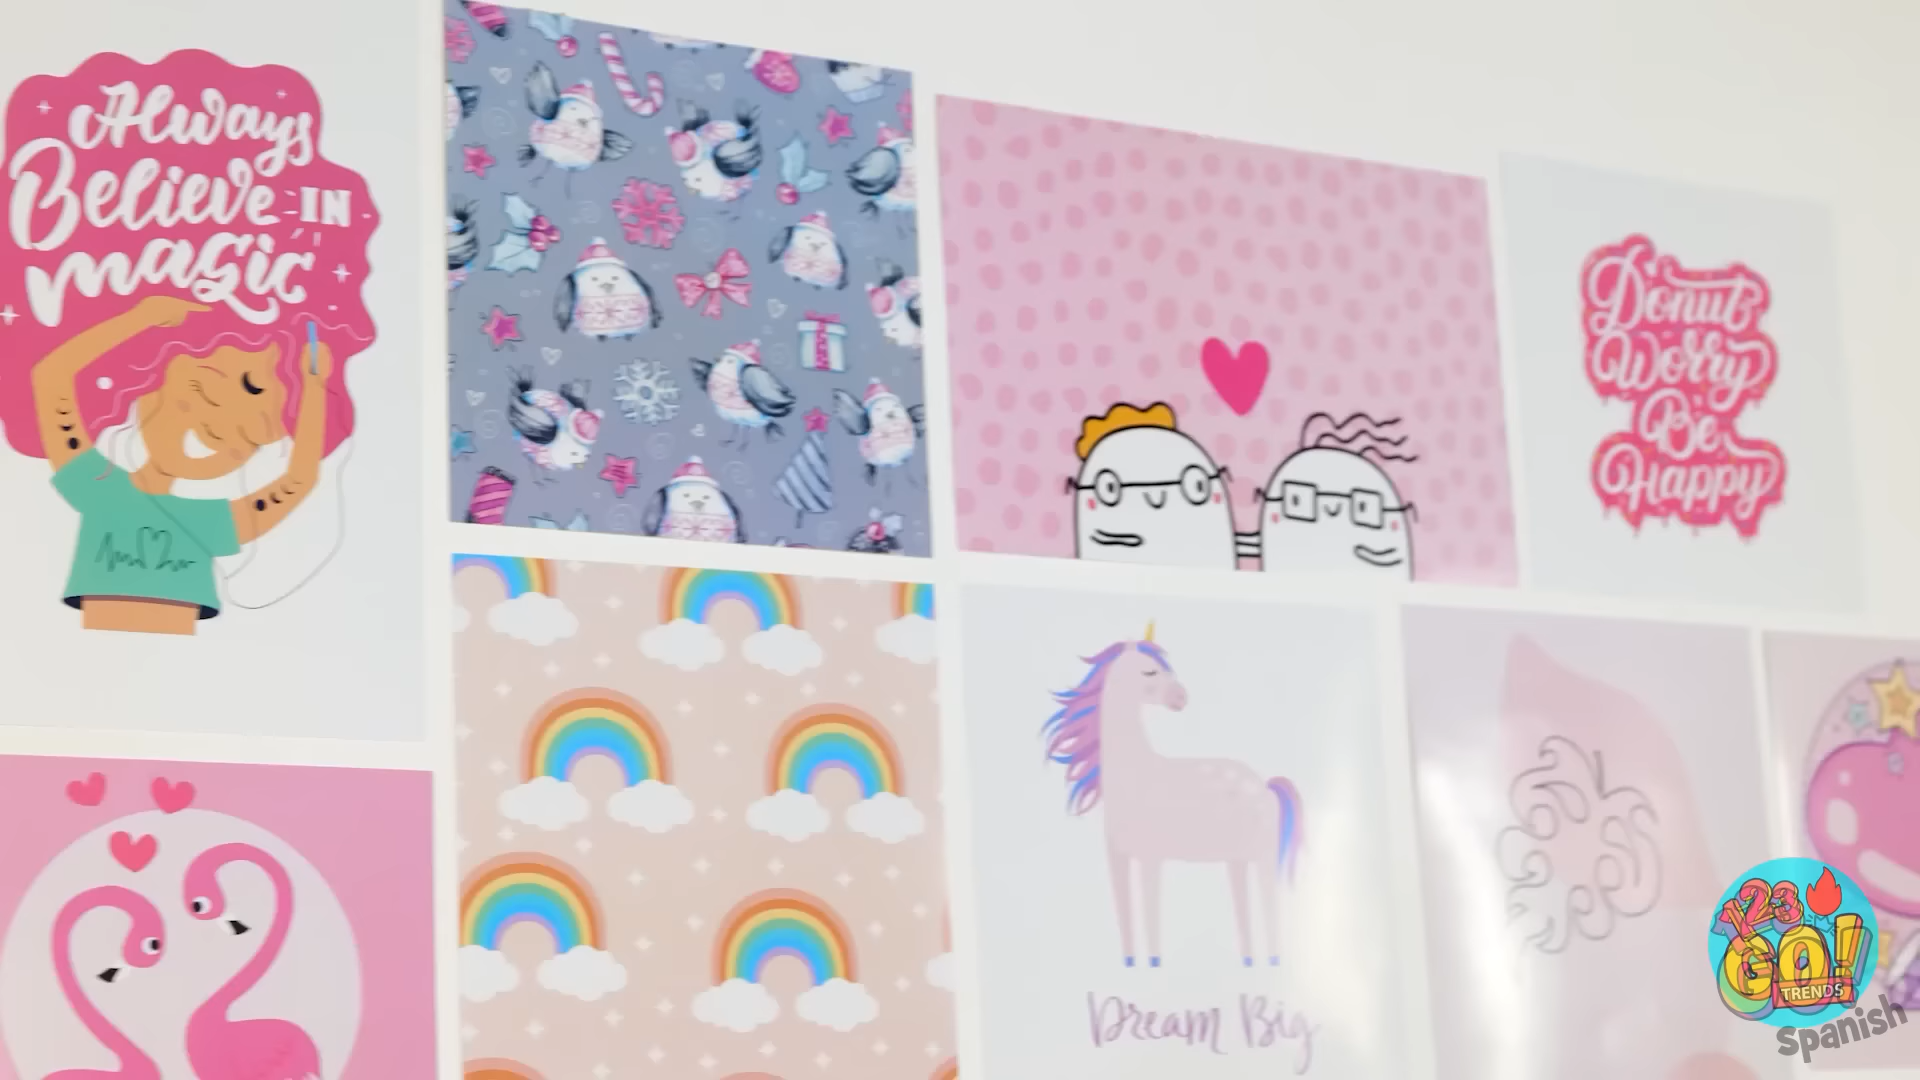 Always
Believe IN
magic
Donut
Worry
Be
Happy
Dream Big
123
GO!
TRENDS
Spanish